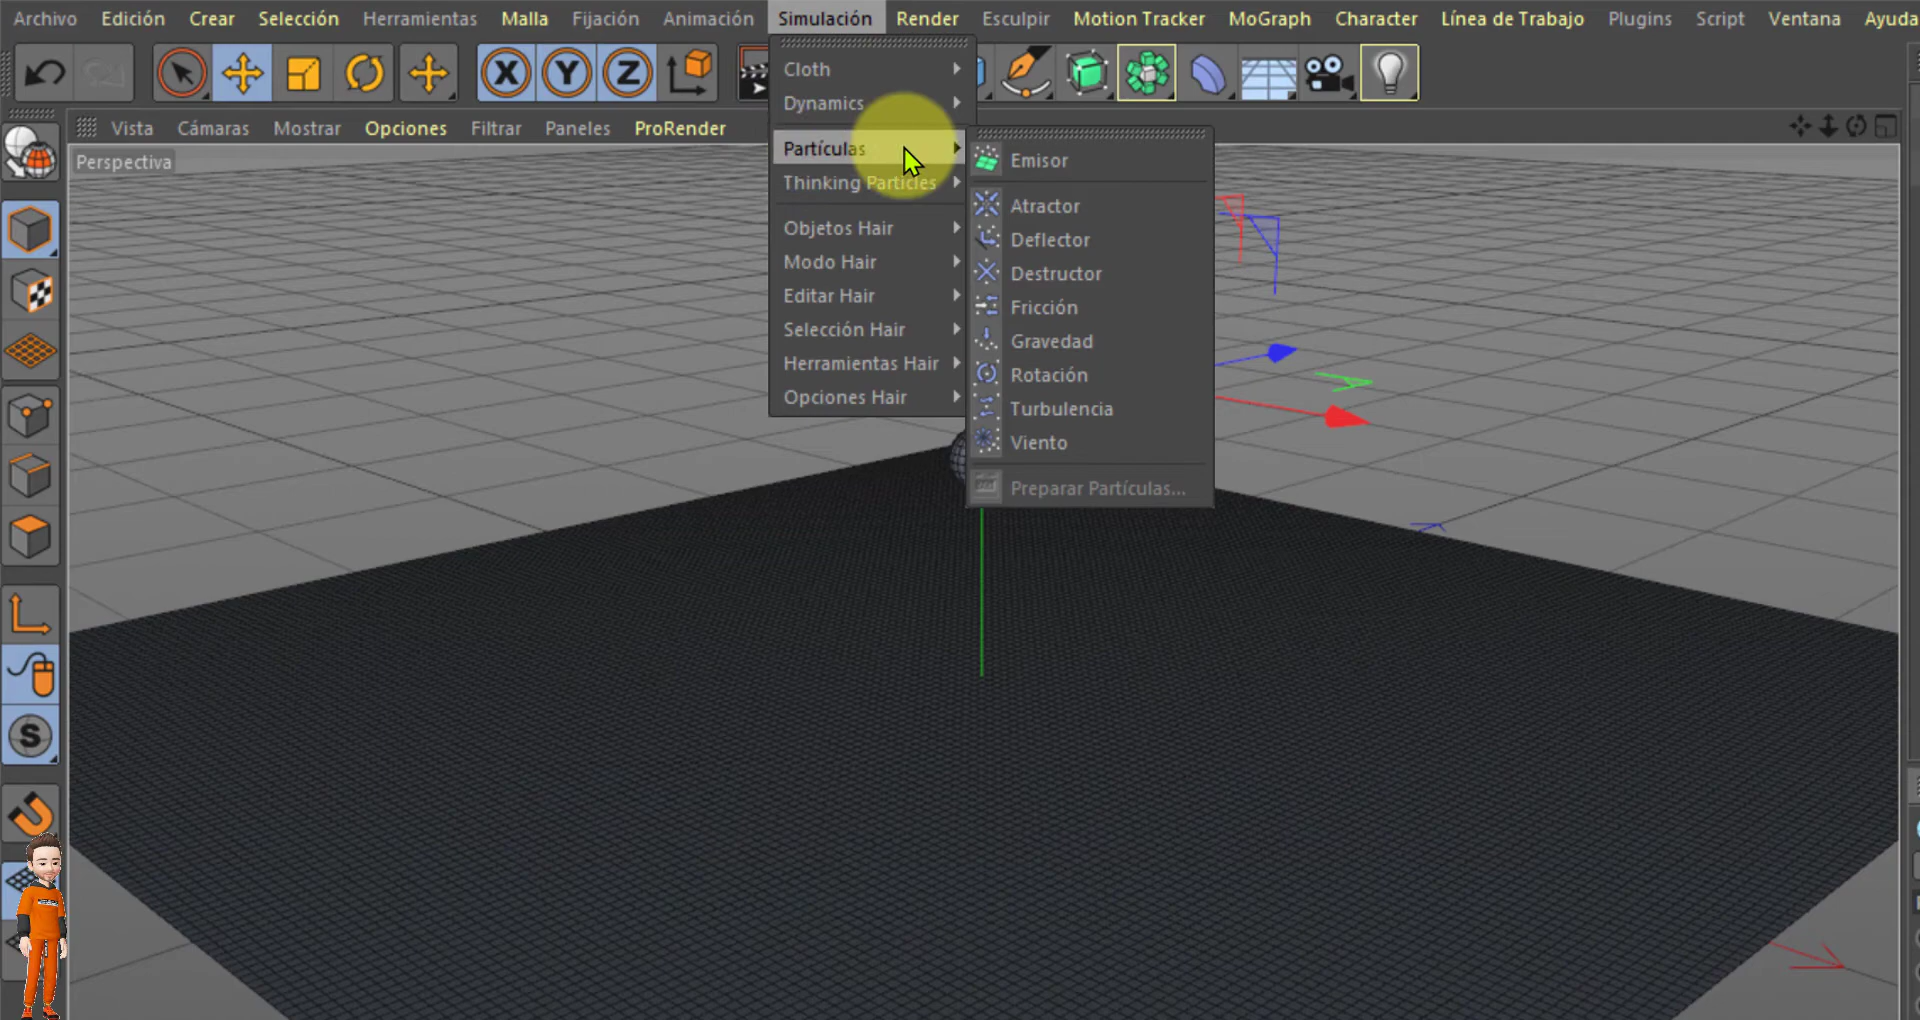 Archivo Edición Crear Selección Herramientas Malla Fijación Animación Simulación Render Esculpir Motion Tracker MoGraph Character Línea de Trabajo Plugins Script Ventana Ayuda
X Y Z
Vista Cámaras Mostrar Opciones Filtrar Paneles ProRender
Perspectiva
Cloth
Dynamics
Partículas
Thinking Particles
Objetos Hair
Modo Hair
Editar Hair
Selección Hair
Herramientas Hair
Opciones Hair
Emisor
Atractor
Deflector
Destructor
Fricción
Gravedad
Rotación
Turbulencia
Viento
Preparar Partículas...
S